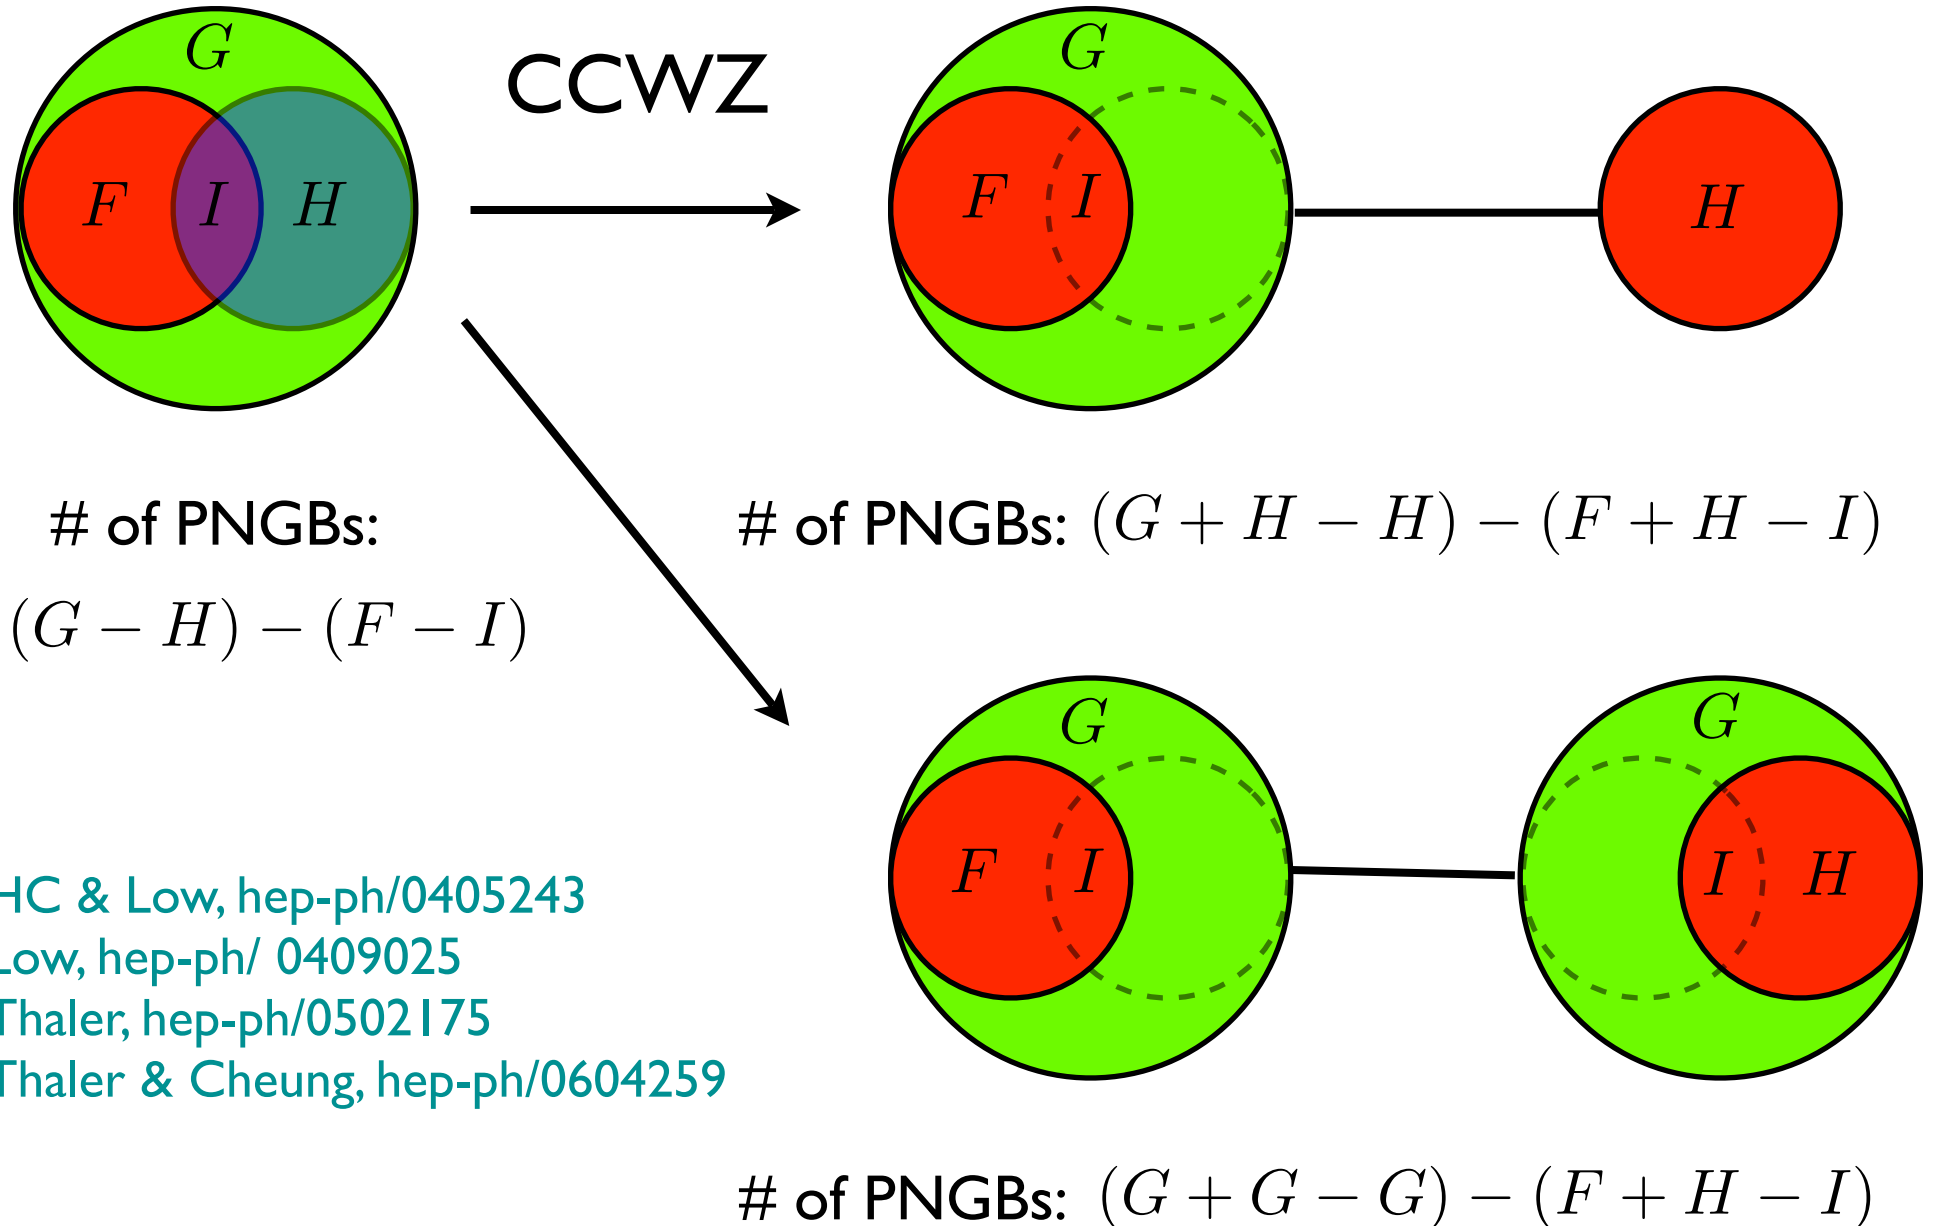 G
F I H
CCWZ
G
F I
H
# of PNGBs:
(G − H) − (F − I)
# of PNGBs: (G + H − H) − (F + H − I)
G
F I
G
I H
HC & Low, hep-ph/0405243
Low, hep-ph/ 0409025
Thaler, hep-ph/0502175
Thaler & Cheung, hep-ph/0604259
# of PNGBs: (G + G − G) − (F + H − I)